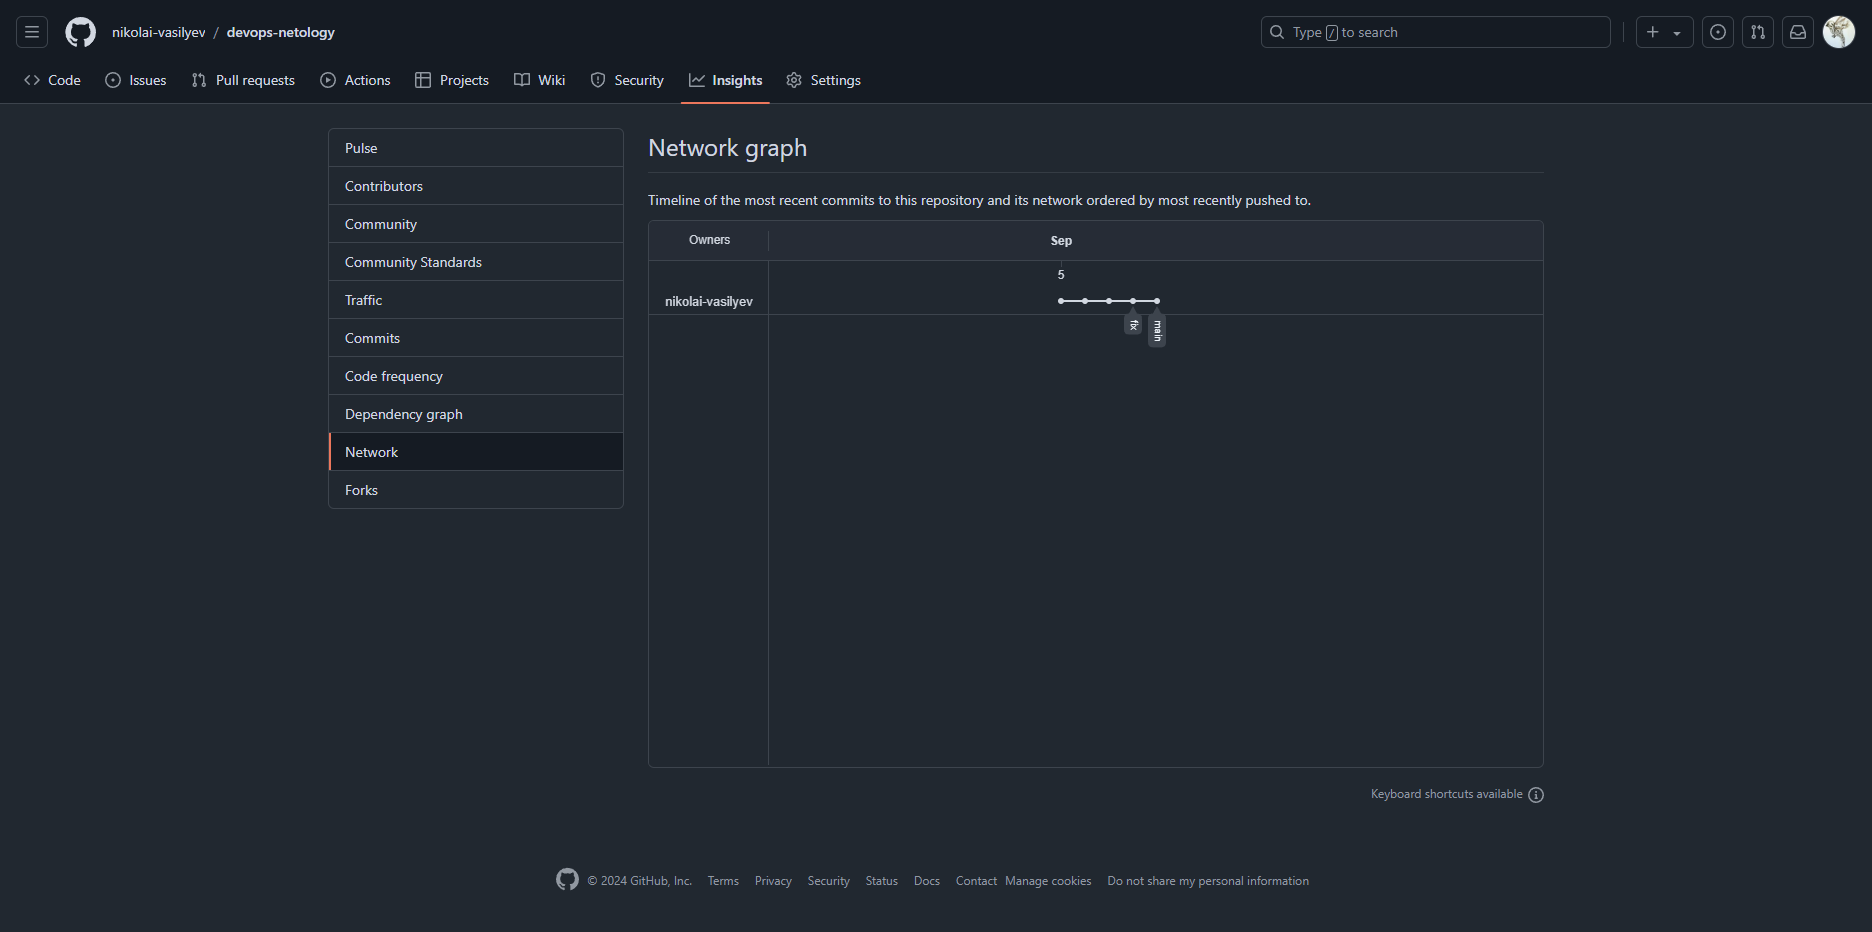 nikolai-vasilyev / devops-netology
Type / to search
Code Issues Pull requests Actions Projects Wiki Security Insights Settings
Pulse
Contributors
Community
Community Standards
Traffic
Commits
Code frequency
Dependency graph
Network
Forks
Network graph
Timeline of the most recent commits to this repository and its network ordered by most recently pushed to.
Owners Sep
5
nikolai-vasilyev
fix
main
Keyboard shortcuts available
© 2024 GitHub, Inc. Terms Privacy Security Status Docs Contact Manage cookies Do not share my personal information